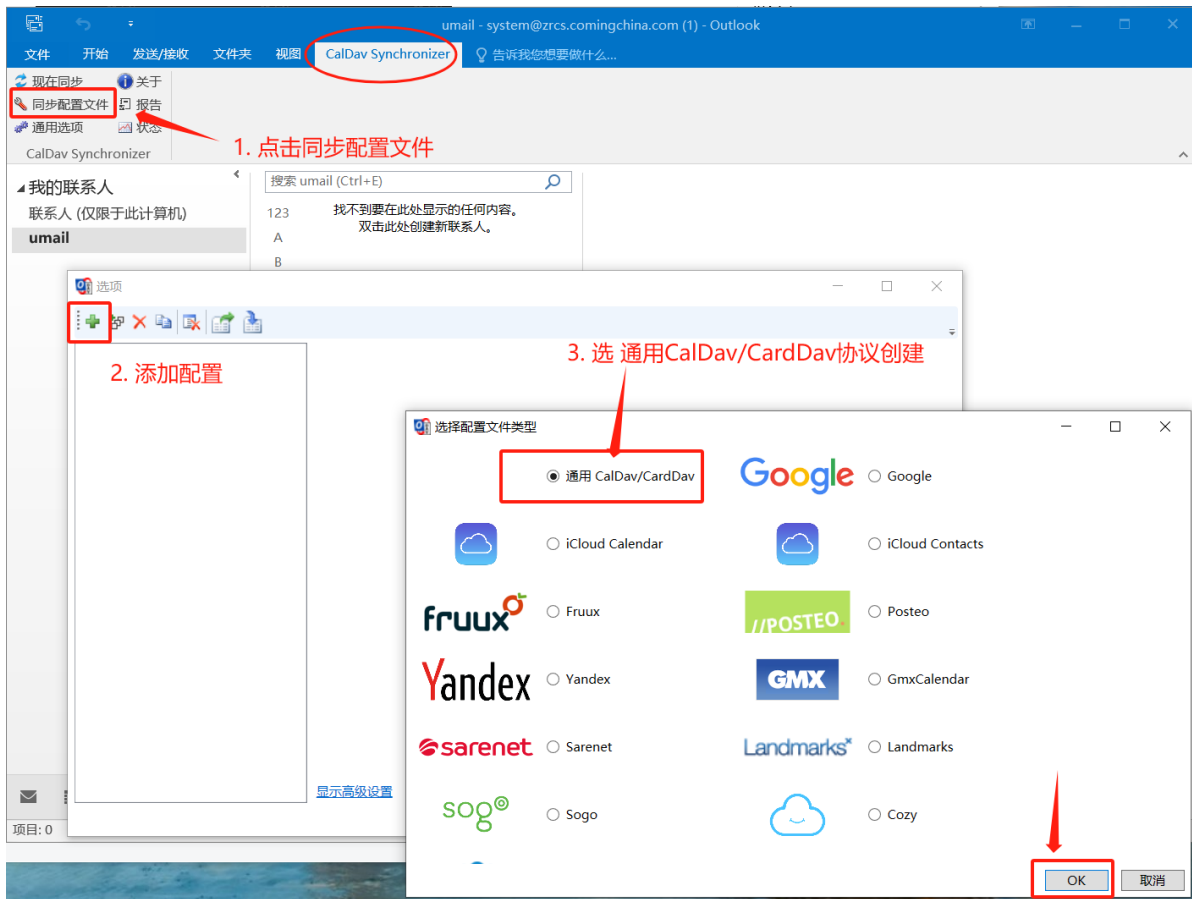 umail - system@zrcs.comingchina.com (1) - Outlook
文件 开始 发送/接收 文件夹 视图 CalDav Synchronizer 告诉我您想要做什么...
现在同步 关于
同步配置文件 报告
通用选项 状态
CalDav Synchronizer
1. 点击同步配置文件
我的联系人
联系人 (仅限于此计算机)
umail
搜索 umail (Ctrl+E)
123
A
B
找不到要在此处显示的任何内容。
双击此处创建新联系人。
选项
2. 添加配置
3. 选 通用CalDav/CardDav协议创建
选择配置文件类型
通用 CalDav/CardDav
Google Google
iCloud Calendar
iCloud Contacts
fruux Fruux
//POSTEO. Posteo
Yandex Yandex
GMX GmxCalendar
sarenet Sarenet
Landmarks Landmarks
sogo Sogo
Cozy
显示高级设置
项目: 0
OK 取消